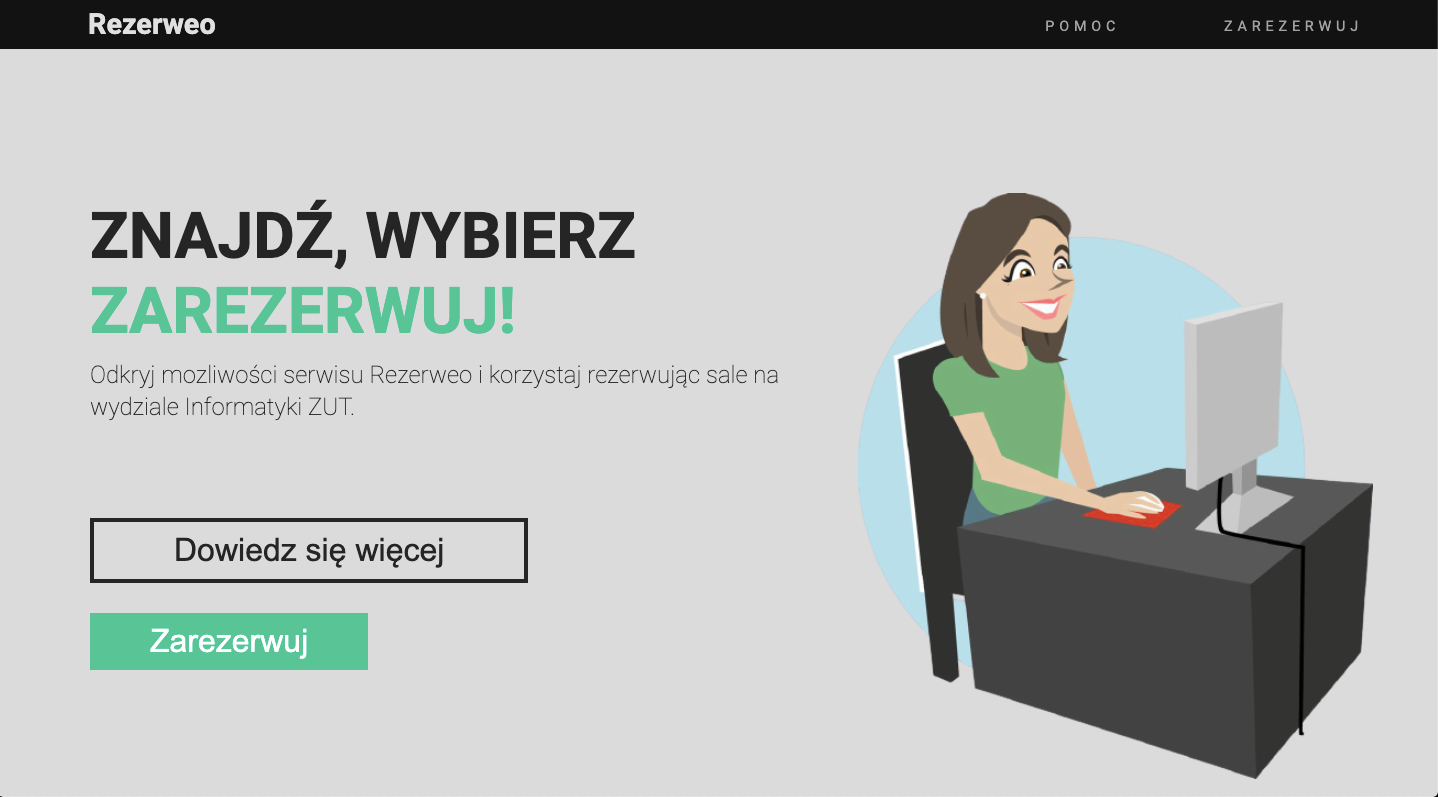 Rezerweo
POMOC
ZAREZERWUJ
ZNAJDŹ, WYBIERZ
ZAREZERWUJ!
Odkryj mozliwości serwisu Rezerweo i korzystaj rezerwując sale na
wydziale Informatyki ZUT.
Dowiedz się więcej
Zarezerwuj